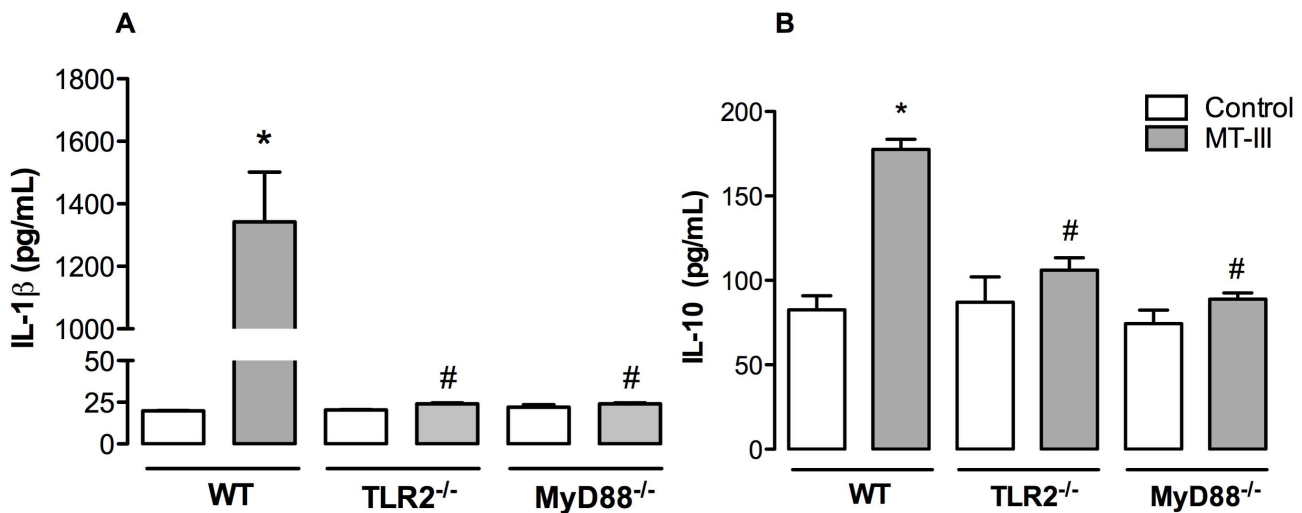 A
IL-1β (pg/mL)
1800
1600
1400
1200
1000
50
25
0
*
#
#
WT
TLR2-/-
MyD88-/-
B
IL-10 (pg/mL)
200
150
100
50
0
*
#
#
Control
MT-III
WT
TLR2-/-
MyD88-/-